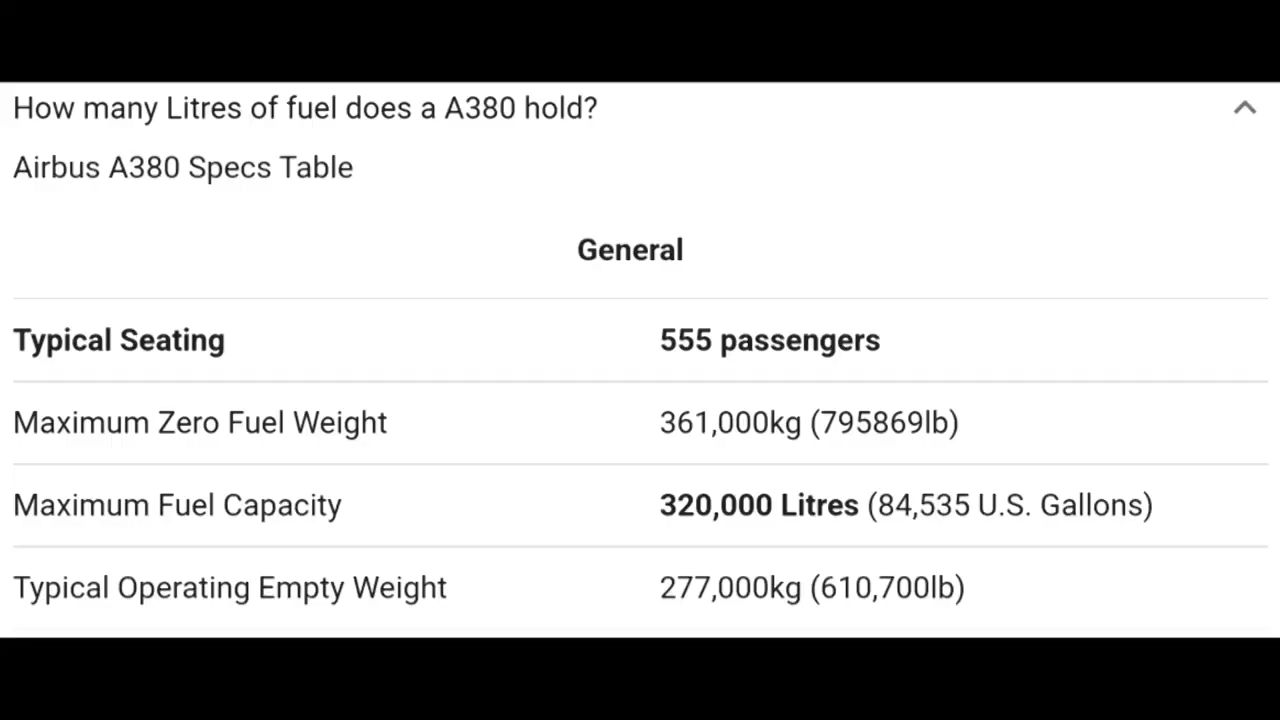 How many Litres of fuel does a A380 hold?
Airbus A380 Specs Table
General
Typical Seating 555 passengers
Maximum Zero Fuel Weight 361,000kg (795869lb)
Maximum Fuel Capacity 320,000 Litres (84,535 U.S. Gallons)
Typical Operating Empty Weight 277,000kg (610,700lb)